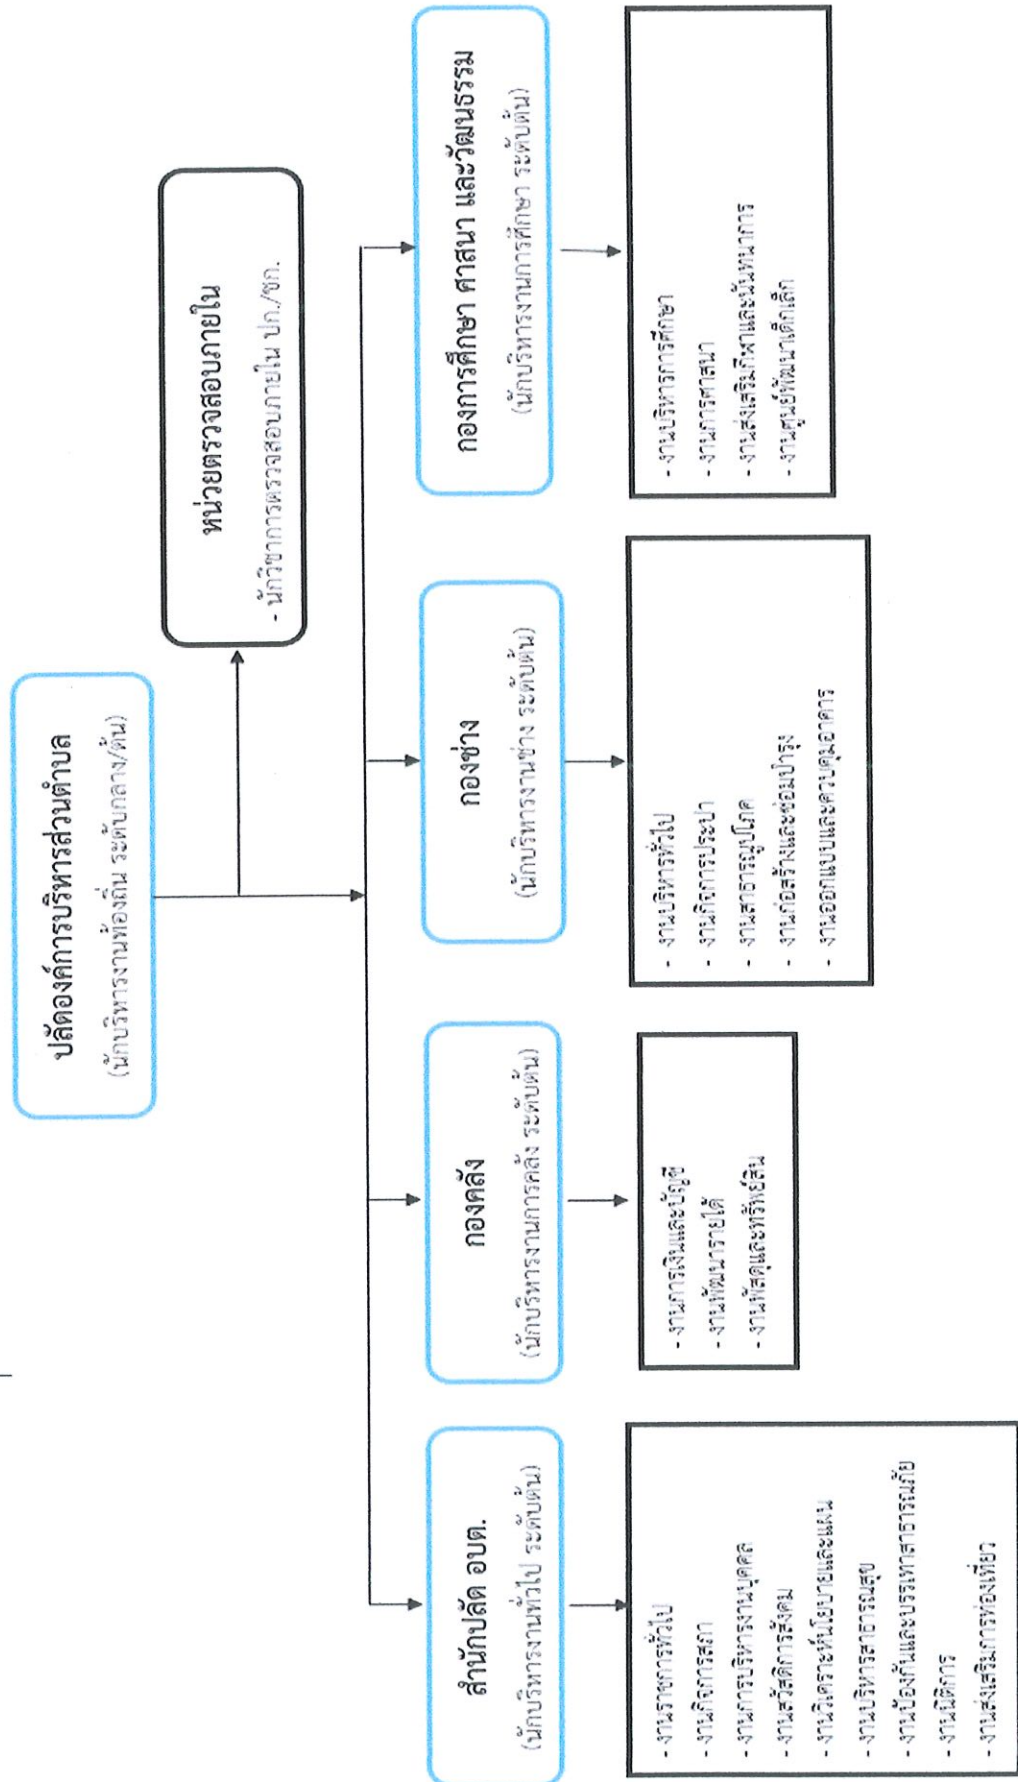 ปลัดองค์การบริหารส่วนตำบล
(นักบริหารงานท้องถิ่น ระดับกลาง/ต้น)
หน่วยตรวจสอบภายใน
- นักวิชาการตรวจสอบภายใน ปก./ชก.
สำนักปลัด อบต.
(นักบริหารงานทั่วไป ระดับต้น)
กองคลัง
(นักบริหารงานการคลัง ระดับต้น)
กองช่าง
(นักบริหารงานช่าง ระดับต้น)
กองการศึกษา ศาสนา และวัฒนธรรม
(นักบริหารงานการศึกษา ระดับต้น)
- งานราชการทั่วไป
- งานกิจการสภา
- งานการบริหารงานบุคคล
- งานสวัสดิการสังคม
- งานวิเคราะห์นโยบายและแผน
- งานบริหารสาธารณสุข
- งานป้องกันและบรรเทาสาธารณภัย
- งานนิติการ
- งานส่งเสริมการท่องเที่ยว
- งานการเงินและบัญชี
- งานพัฒนารายได้
- งานพัสดุและทรัพย์สิน
- งานบริหารทั่วไป
- งานกิจการประปา
- งานสาธารณูปโภค
- งานก่อสร้างและซ่อมบำรุง
- งานออกแบบและควบคุมอาคาร
- งานบริหารการศึกษา
- งานการศาสนา
- งานส่งเสริมกีฬาและนันทนาการ
- งานศูนย์พัฒนาเด็กเล็ก